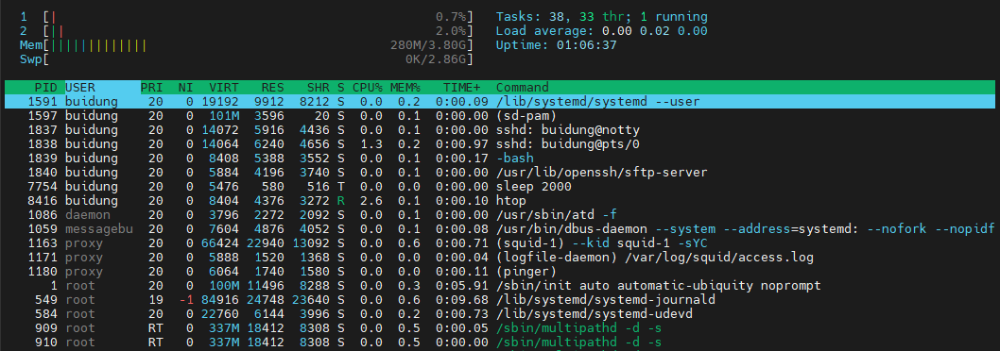 1 [| 0.7%] Tasks: 38, 33 thr; 1 running
2 [|| 2.0%] Load average: 0.00 0.02 0.00
Mem[|||||||||||||| 280M/3.80G] Uptime: 01:06:37
Swp[ 0K/2.86G]
PID USER PRI NI VIRT RES SHR S CPU% MEM% TIME+ Command
1591 buidung 20 0 19192 9912 8212 S 0.0 0.2 0:00.09 /lib/systemd/systemd --user
1597 buidung 20 0 101M 3596 20 S 0.0 0.1 0:00.00 (sd-pam)
1837 buidung 20 0 14072 5916 4436 S 0.0 0.1 0:00.00 sshd: buidung@notty
1838 buidung 20 0 14064 6240 4656 S 1.3 0.2 0:00.97 sshd: buidung@pts/0
1839 buidung 20 0 8408 5388 3552 S 0.0 0.1 0:00.17 -bash
1840 buidung 20 0 5884 4196 3740 S 0.0 0.1 0:00.00 /usr/lib/openssh/sftp-server
7754 buidung 20 0 5476 580 516 T 0.0 0.0 0:00.00 sleep 2000
8416 buidung 20 0 8404 4376 3272 R 2.6 0.1 0:00.10 htop
1086 daemon 20 0 3796 2272 2092 S 0.0 0.1 0:00.00 /usr/sbin/atd -f
1059 messagebu 20 0 7604 4876 4052 S 0.0 0.1 0:00.08 /usr/bin/dbus-daemon --system --address=systemd: --nofork --nopidf
1163 proxy 20 0 66424 22940 13092 S 0.0 0.6 0:00.71 (squid-1) --kid squid-1 -sYC
1171 proxy 20 0 5888 1520 1368 S 0.0 0.0 0:00.04 (logfile-daemon) /var/log/squid/access.log
1180 proxy 20 0 6064 1740 1580 S 0.0 0.0 0:00.11 (pinger)
1 root 20 0 100M 11496 8288 S 0.0 0.3 0:05.91 /sbin/init auto automatic-ubiquity noprompt
549 root 19 -1 84916 24748 23640 S 0.0 0.6 0:09.68 /lib/systemd/systemd-journald
584 root 20 0 22760 6144 3996 S 0.0 0.2 0:00.73 /lib/systemd/systemd-udevd
909 root RT 0 337M 18412 8308 S 0.0 0.5 0:00.05 /sbin/multipathd -d -s
910 root RT 0 337M 18412 8308 S 0.0 0.5 0:00.00 /sbin/multipathd -d -s